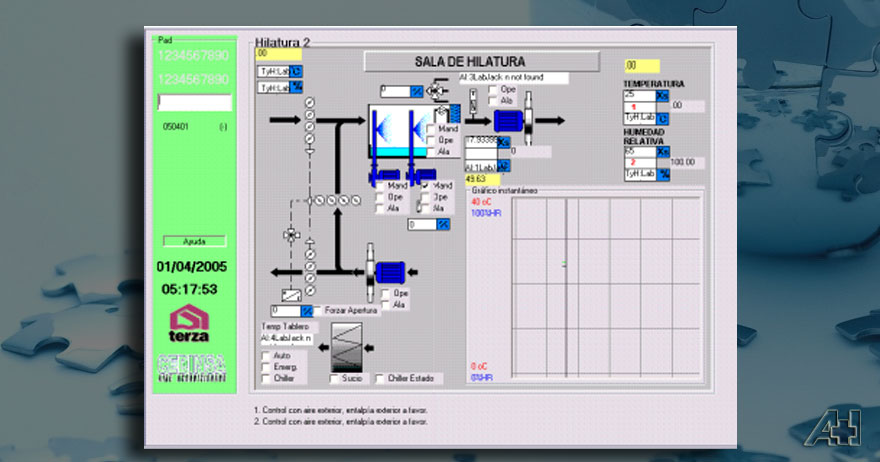 Pad
1234567890
1234567890
050401 (-)
Ayuda
01/04/2005
05:17:53
terza
Hilatura 2
.00
TyH:Lab °C
TyH:Lab %
SALA DE HILATURA
AI:3LabJack n not found
0
Ope
Ala
Mand
Ope
Ala
Mand
Ope
Ala
Mand
Ope
Ala
0
17.93395
0
AI:1LabJ
49.63
.00
TEMPERATURA
25
1 .00
TyH:Lab °C
HUMEDAD
RELATIVA
65
2 100.00
TyH:Lab %
Gráfico instantáneo
40 oC
100%HR
0 oC
0%HR
Ope
Ala
0
Forzar Apertura
Temp Tablero
AI:4LabJack n
Auto
Emerg.
Chiller
Sucio
Chiller Estado
1. Control con aire exterior, entalpía exterior a favor.
2. Control con aire exterior, entalpía exterior a favor.